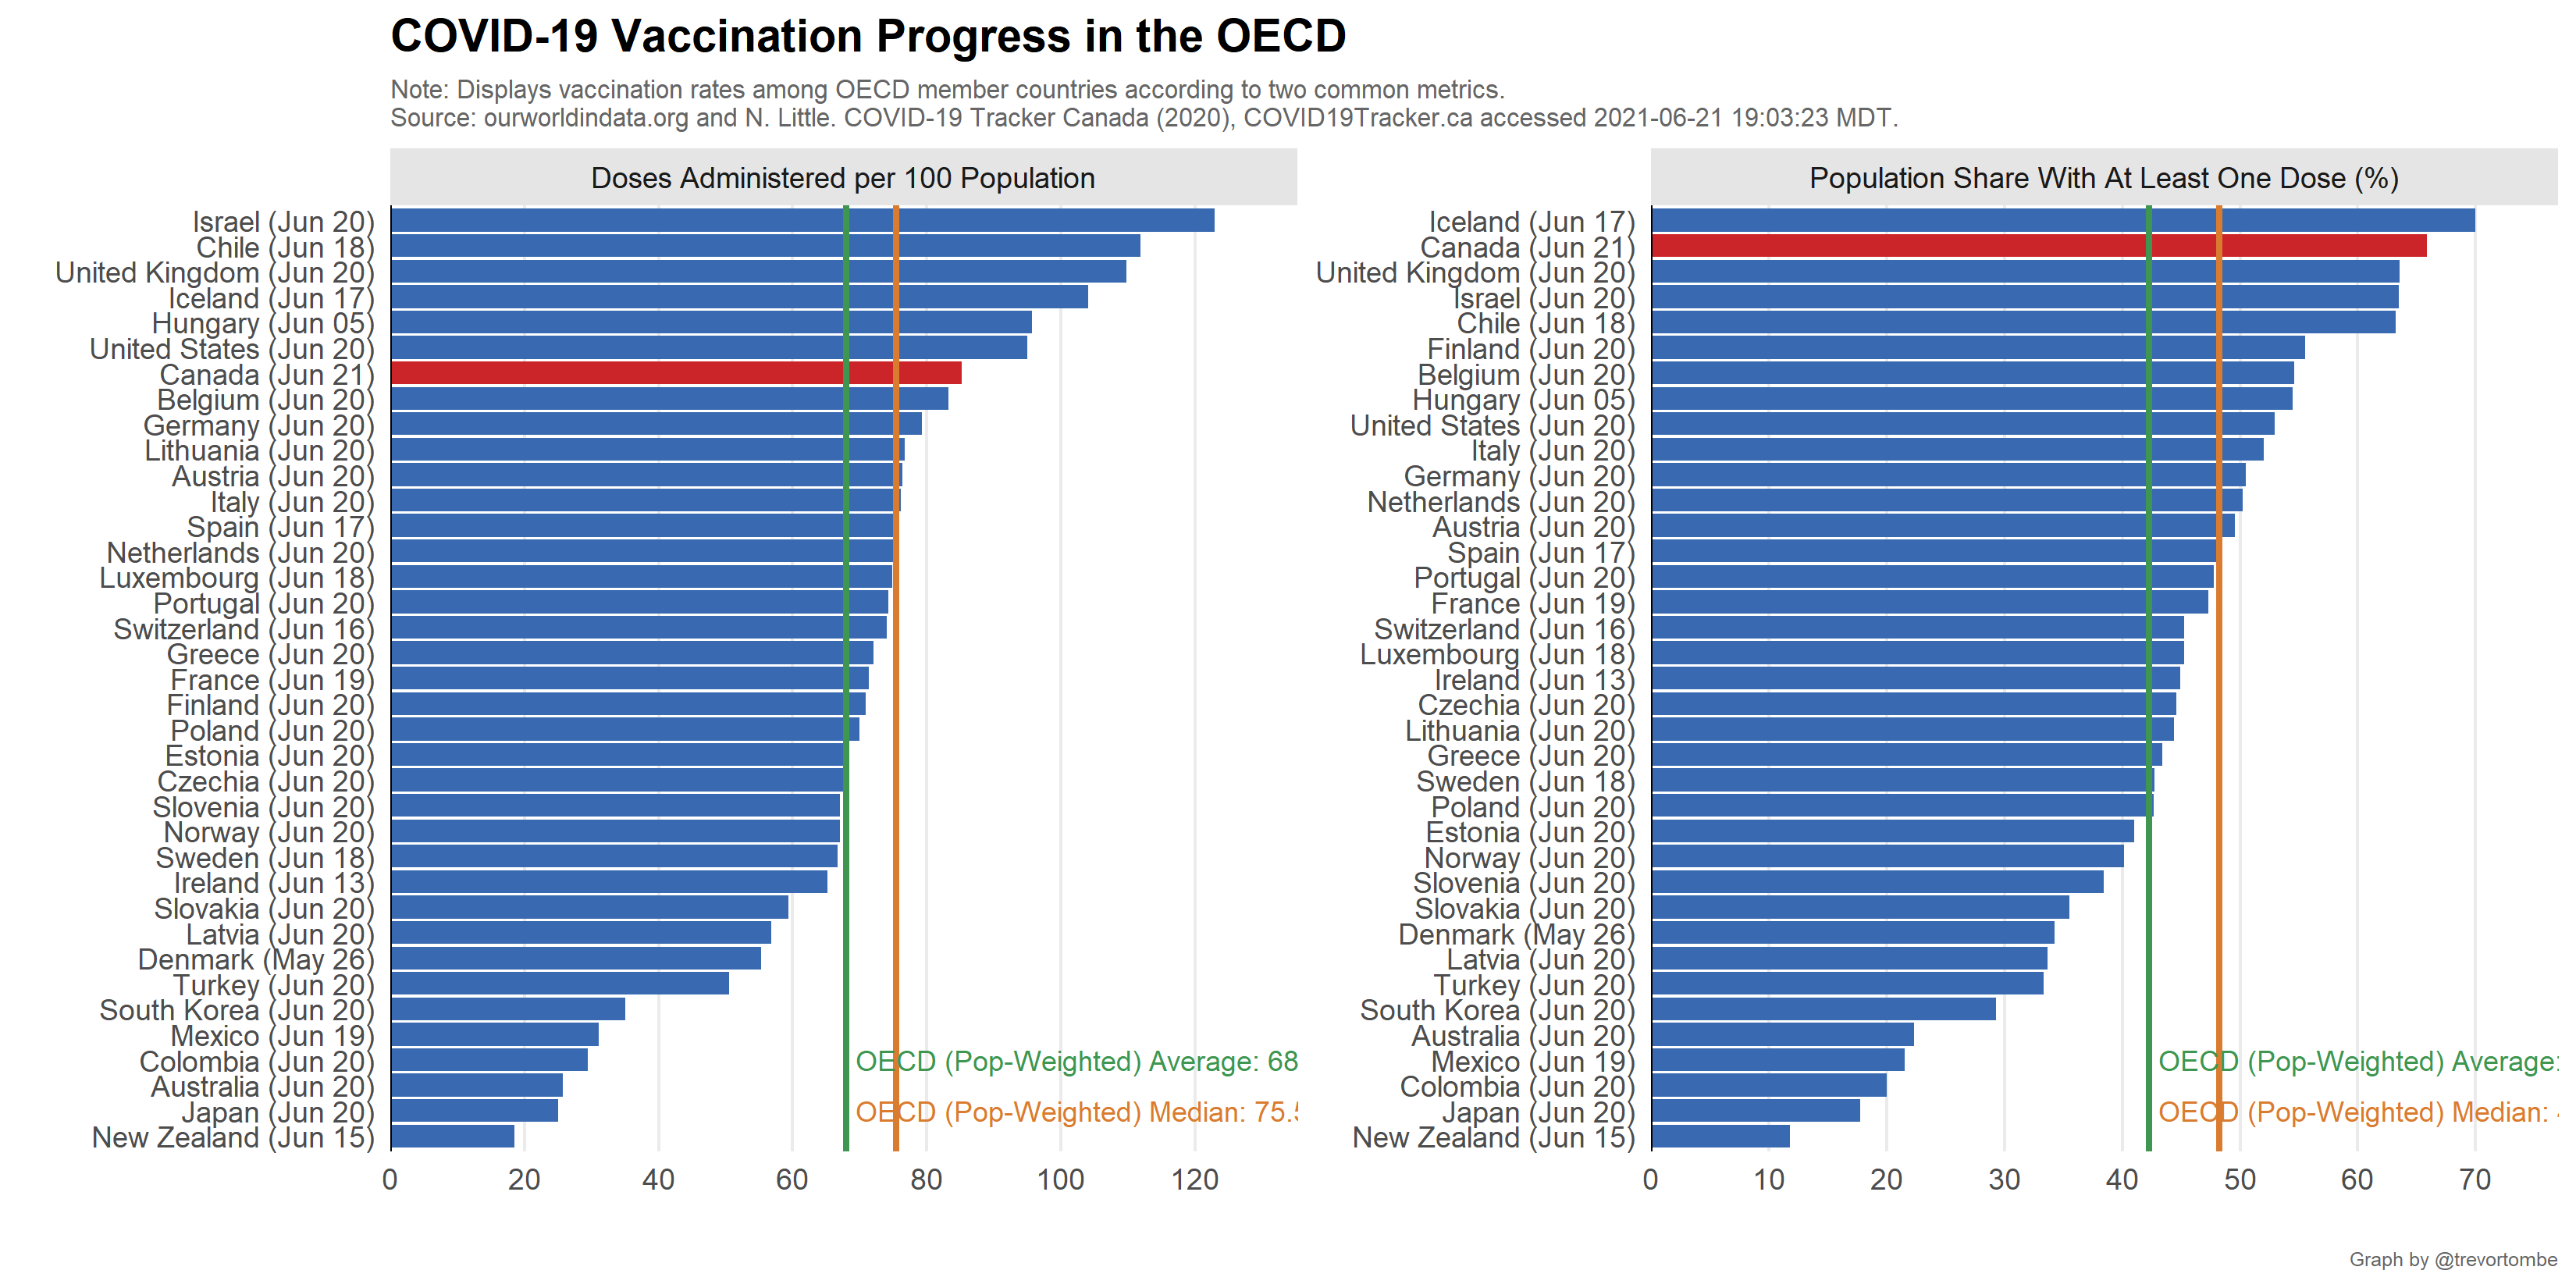 COVID-19 Vaccination Progress in the OECD
Note: Displays vaccination rates among OECD member countries according to two common metrics.
Source: ourworldindata.org and N. Little. COVID-19 Tracker Canada (2020), COVID19Tracker.ca accessed 2021-06-21 19:03:23 MDT.
Doses Administered per 100 Population
Israel (Jun 20)
Chile (Jun 18)
United Kingdom (Jun 20)
Iceland (Jun 17)
Hungary (Jun 05)
United States (Jun 20)
Canada (Jun 21)
Belgium (Jun 20)
Germany (Jun 20)
Lithuania (Jun 20)
Austria (Jun 20)
Italy (Jun 20)
Spain (Jun 17)
Netherlands (Jun 20)
Luxembourg (Jun 18)
Portugal (Jun 20)
Switzerland (Jun 16)
Greece (Jun 20)
France (Jun 19)
Finland (Jun 20)
Poland (Jun 20)
Estonia (Jun 20)
Czechia (Jun 20)
Slovenia (Jun 20)
Norway (Jun 20)
Sweden (Jun 18)
Ireland (Jun 13)
Slovakia (Jun 20)
Latvia (Jun 20)
Denmark (May 26)
Turkey (Jun 20)
South Korea (Jun 20)
Mexico (Jun 19)
Colombia (Jun 20)
Australia (Jun 20)
Japan (Jun 20)
New Zealand (Jun 15)
OECD (Pop-Weighted) Average: 68
OECD (Pop-Weighted) Median: 75.5
0 20 40 60 80 100 120
Population Share With At Least One Dose (%)
Iceland (Jun 17)
Canada (Jun 21)
United Kingdom (Jun 20)
Israel (Jun 20)
Chile (Jun 18)
Finland (Jun 20)
Belgium (Jun 20)
Hungary (Jun 05)
United States (Jun 20)
Italy (Jun 20)
Germany (Jun 20)
Netherlands (Jun 20)
Austria (Jun 20)
Spain (Jun 17)
Portugal (Jun 20)
France (Jun 19)
Switzerland (Jun 16)
Luxembourg (Jun 18)
Ireland (Jun 13)
Czechia (Jun 20)
Lithuania (Jun 20)
Greece (Jun 20)
Sweden (Jun 18)
Poland (Jun 20)
Estonia (Jun 20)
Norway (Jun 20)
Slovenia (Jun 20)
Slovakia (Jun 20)
Denmark (May 26)
Latvia (Jun 20)
Turkey (Jun 20)
South Korea (Jun 20)
Australia (Jun 20)
Mexico (Jun 19)
Colombia (Jun 20)
Japan (Jun 20)
New Zealand (Jun 15)
OECD (Pop-Weighted) Average:
OECD (Pop-Weighted) Median:
0 10 20 30 40 50 60 70
Graph by @trevortombe